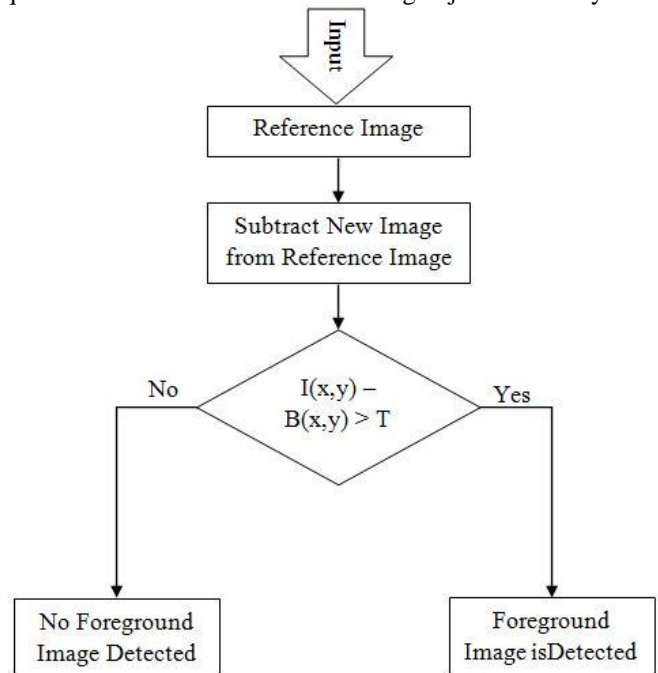 Input
Reference Image
Subtract New Image
from Reference Image
I(x,y) –
B(x,y) > T
No
Yes
No Foreground
Image Detected
Foreground
Image isDetected